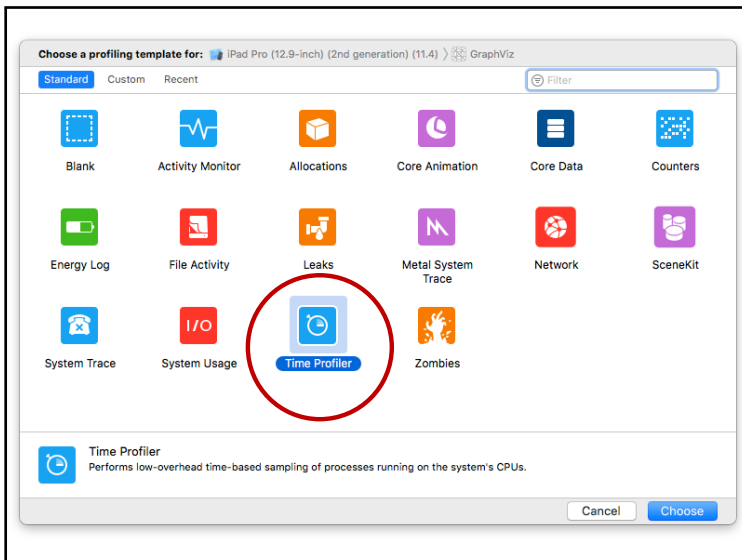 Choose a profiling template for: iPad Pro (12.9-inch) (2nd generation) (11.4) 〉 GraphViz
Standard Custom Recent Filter
Blank Activity Monitor Allocations Core Animation Core Data Counters
Energy Log File Activity Leaks Metal System Trace Network SceneKit
I/O
System Trace System Usage Time Profiler Zombies
Time Profiler
Performs low-overhead time-based sampling of processes running on the system's CPUs.
Cancel Choose